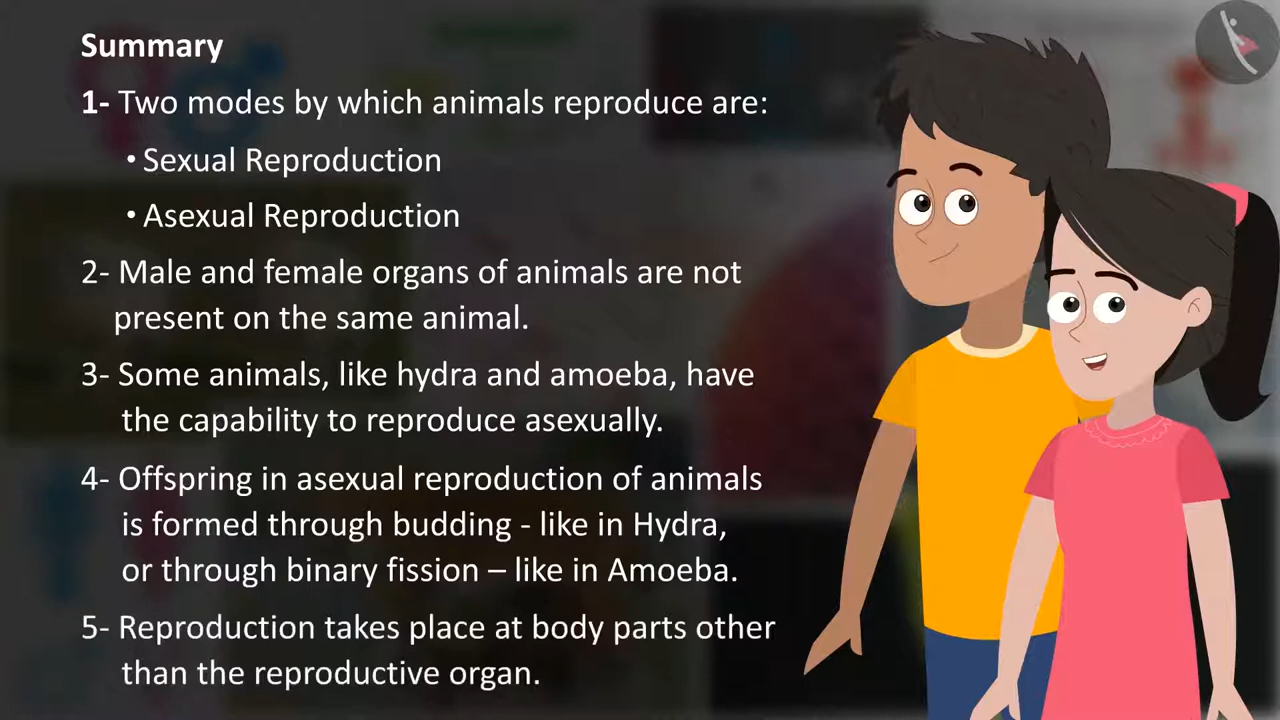 Summary
1- Two modes by which animals reproduce are:
• Sexual Reproduction
• Asexual Reproduction
2- Male and female organs of animals are not
present on the same animal.
3- Some animals, like hydra and amoeba, have
the capability to reproduce asexually.
4- Offspring in asexual reproduction of animals
is formed through budding - like in Hydra,
or through binary fission – like in Amoeba.
5- Reproduction takes place at body parts other
than the reproductive organ.